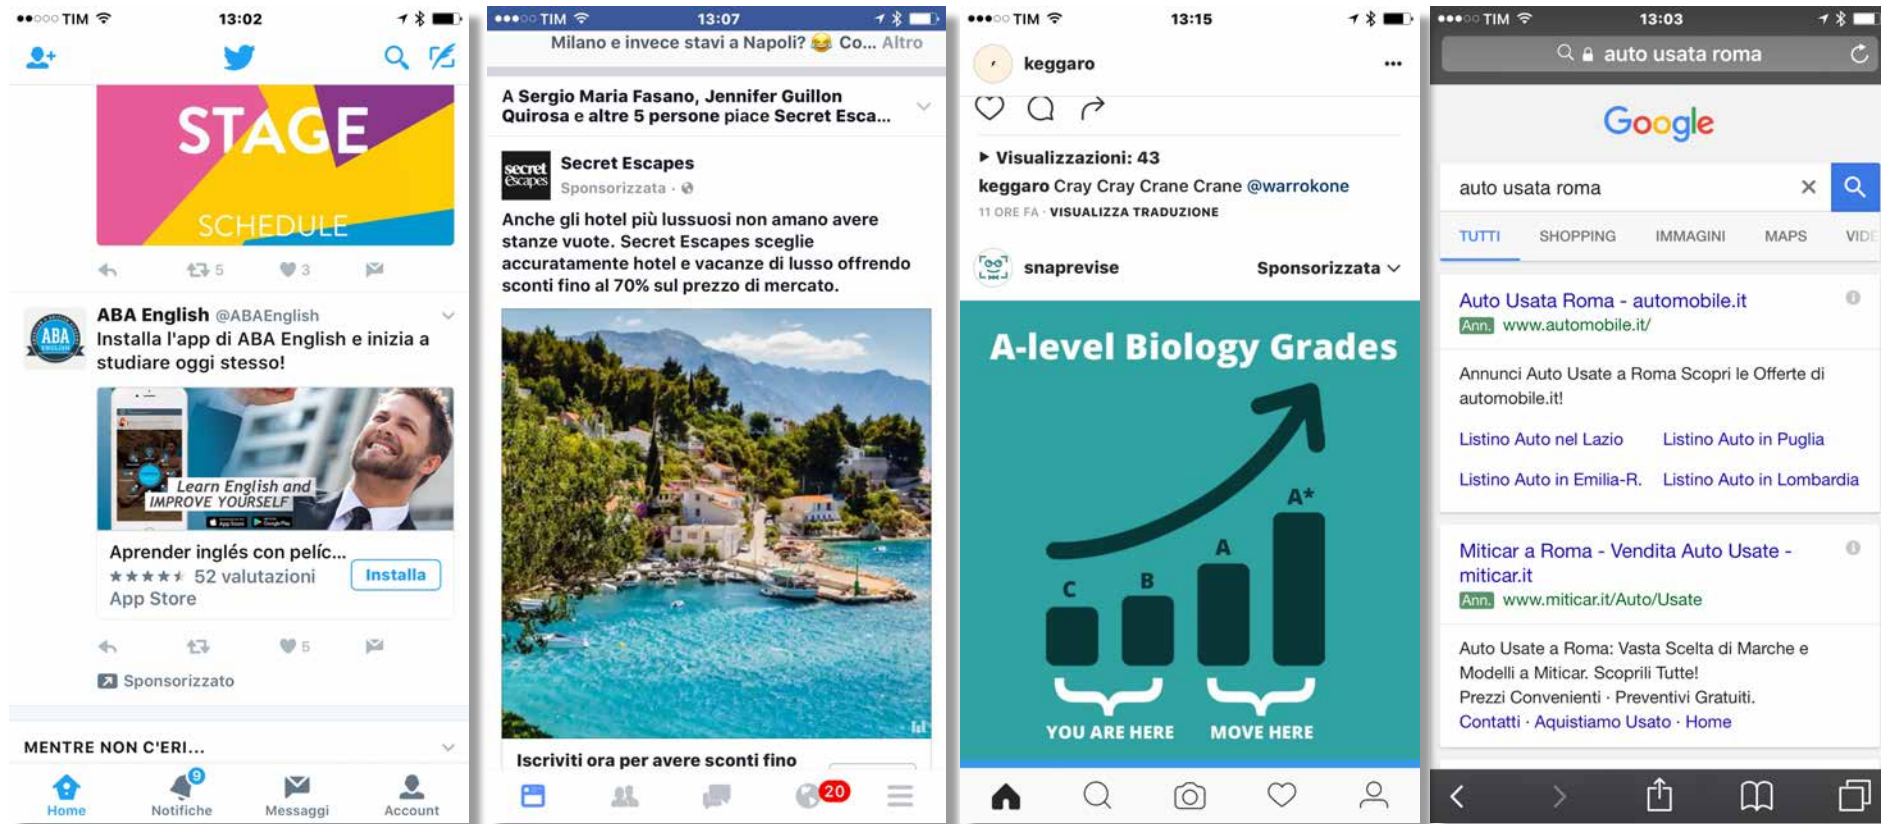 TIM 13:02
STAGE
SCHEDULE
5 3
ABA English @ABAEnglish
ABA
ENGLISH
Installa l'app di ABA English e inizia a
studiare oggi stesso!
Learn English and
IMPROVE YOURSELF
App Store Google Play
Aprender inglés con pelíc...
52 valutazioni
App Store
Installa
5
Sponsorizzato
MENTRE NON C'ERI...
9
Home Notifiche Messaggi Account
TIM 13:07
Milano e invece stavi a Napoli? 😂 Co... Altro
A Sergio Maria Fasano, Jennifer Guillon
Quirosa e altre 5 persone piace Secret Esca...
secret
escapes
Secret Escapes
Sponsorizzata ·
Anche gli hotel più lussuosi non amano avere
stanze vuote. Secret Escapes sceglie
accuratamente hotel e vacanze di lusso offrendo
sconti fino al 70% sul prezzo di mercato.
Iscriviti ora per avere sconti fino
20
TIM 13:15
keggaro
Visualizzazioni: 43
keggaro Cray Cray Crane Crane @warrokone
11 ORE FA · VISUALIZZA TRADUZIONE
snaprevise Sponsorizzata
A-level Biology Grades
C B A A*
YOU ARE HERE MOVE HERE
TIM 13:03
auto usata roma
Google
auto usata roma
TUTTI SHOPPING IMMAGINI MAPS VIDE
Auto Usata Roma - automobile.it
Ann. www.automobile.it/
Annunci Auto Usate a Roma Scopri le Offerte di
automobile.it!
Listino Auto nel Lazio Listino Auto in Puglia
Listino Auto in Emilia-R. Listino Auto in Lombardia
Miticar a Roma - Vendita Auto Usate -
miticar.it
Ann. www.miticar.it/Auto/Usate
Auto Usate a Roma: Vasta Scelta di Marche e
Modelli a Miticar. Scoprili Tutte!
Prezzi Convenienti · Preventivi Gratuiti.
Contatti · Aquistiamo Usato · Home